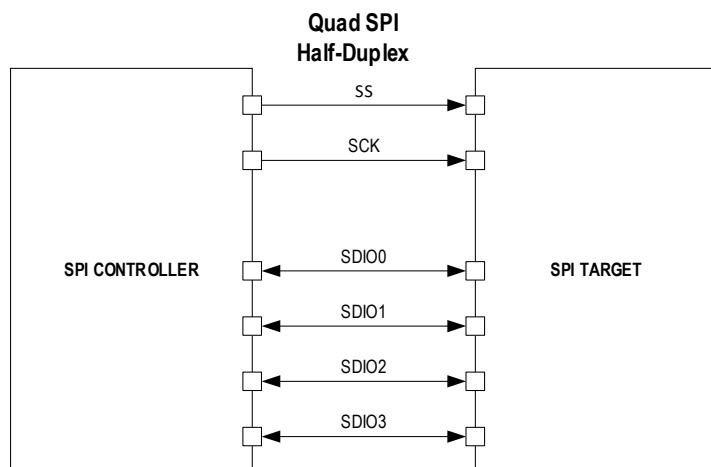 Quad SPI
Half-Duplex
SS
SCK
SPI CONTROLLER
SDIO0
SPI TARGET
SDIO1
SDIO2
SDIO3